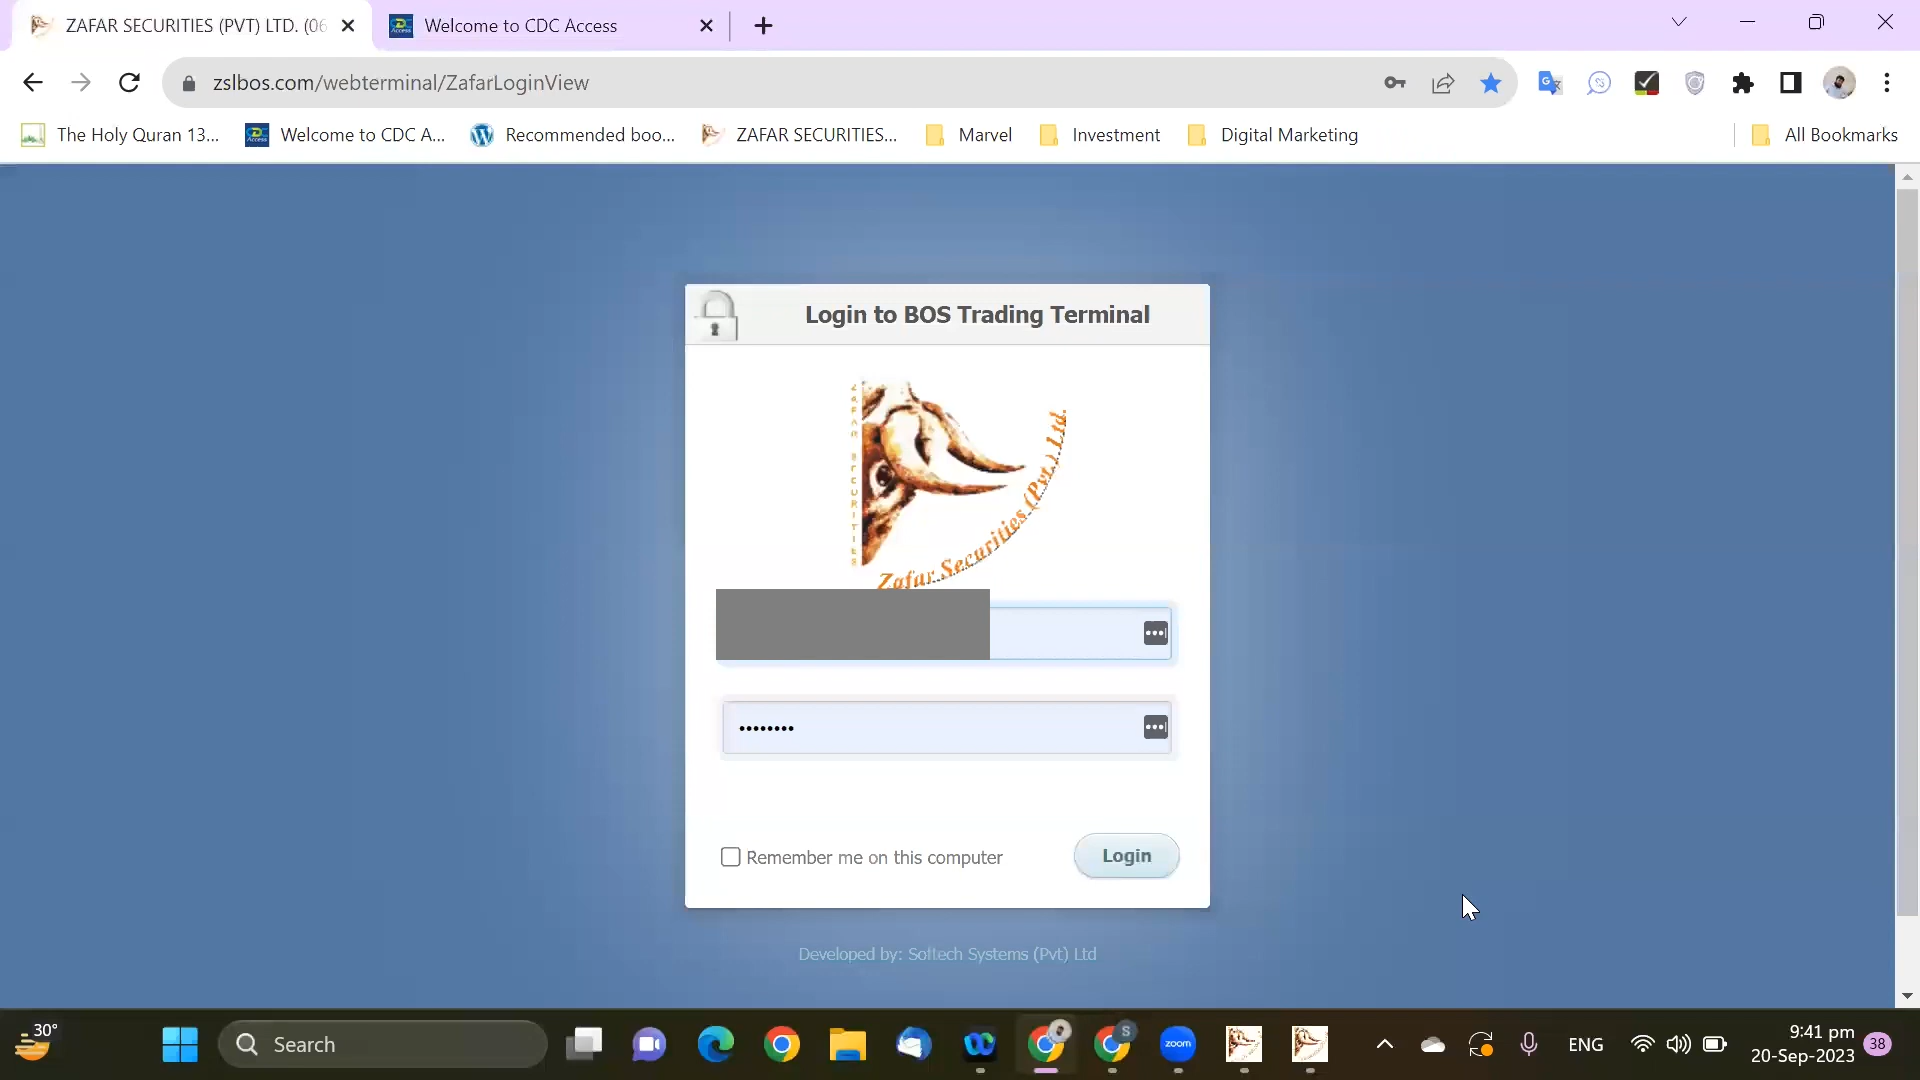 ZAFAR SECURITIES (PVT) LTD. (06
Welcome to CDC Access
zslbos.com/webterminal/ZafarLoginView
The Holy Quran 13...
Welcome to CDC A...
Recommended boo...
ZAFAR SECURITIES...
Marvel
Investment
Digital Marketing
All Bookmarks
Login to BOS Trading Terminal
ZAFAR SECURITIES
Zafar Securities (Pvt.) Ltd.
••••••••
Remember me on this computer
Login
Developed by: Softech Systems (Pvt) Ltd
30°
Search
S
zoom
ENG
9:41 pm
20-Sep-2023
38